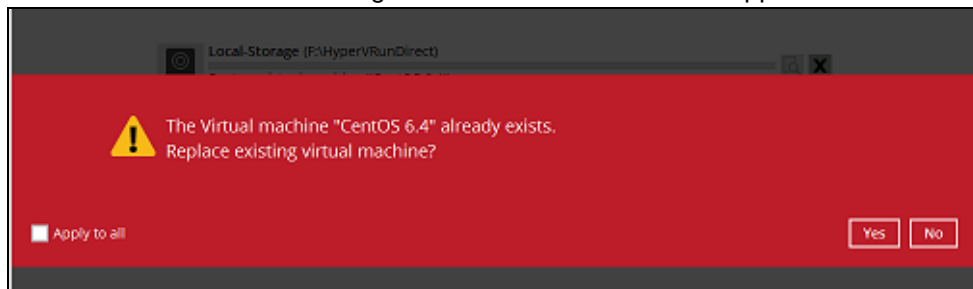 Local-Storage (F:\HyperVRunDirect)
The Virtual machine "CentOS 6.4" already exists.
Replace existing virtual machine?
Apply to all
Yes
No